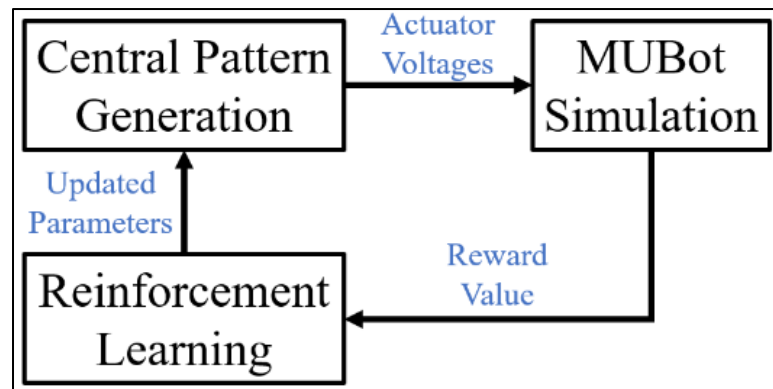 Central Pattern
Generation
Actuator
Voltages
MUBot
Simulation
Updated
Parameters
Reward
Value
Reinforcement
Learning